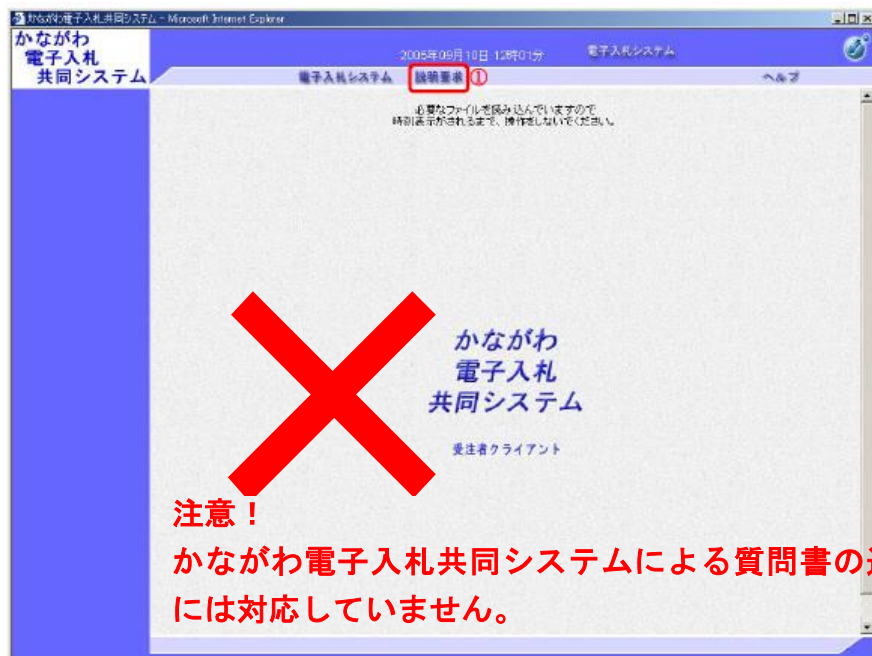 かながわ電子入札共同システム - Microsoft Internet Explorer
かながわ
電子入札
共同システム
2005年09月10日 12時01分
電子入札システム
電子入札システム
説明要求
①
ヘルプ
必要なファイルを読み込んでいますので
時刻表示がされるまで、操作をしないでください。
かながわ
電子入札
共同システム
受注者クライアント
注意！
かながわ電子入札共同システムによる質問書の
には対応していません。